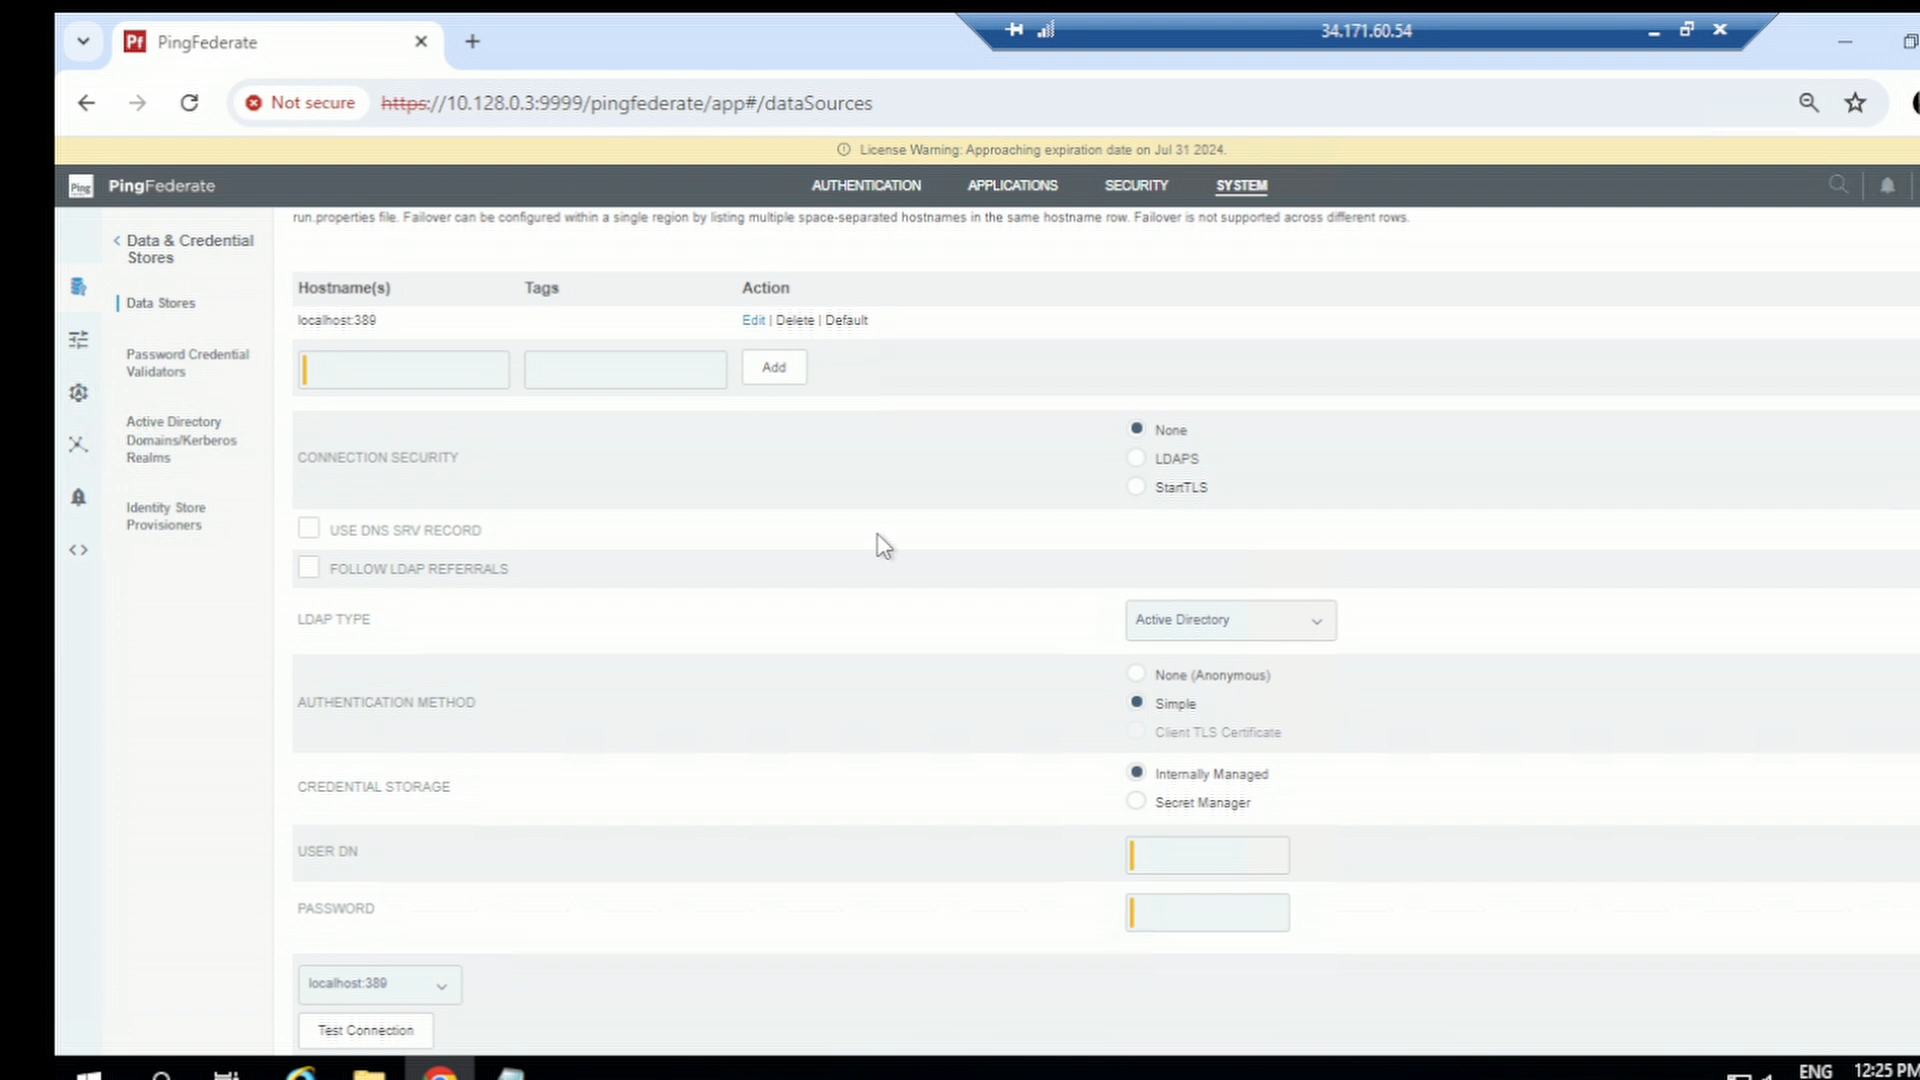 PingFederate
34.171.60.54
Not secure
https://10.128.0.3:9999/pingfederate/app#/dataSources
License Warning: Approaching expiration date on Jul 31 2024.
Ping
PingFederate
AUTHENTICATION
APPLICATIONS
SECURITY
SYSTEM
run.properties file. Failover can be configured within a single region by listing multiple space-separated hostnames in the same hostname row. Failover is not supported across different rows.
Data & Credential
Stores
Data Stores
Password Credential
Validators
Active Directory
Domains/Kerberos
Realms
Identity Store
Provisioners
Hostname(s) Tags Action
localhost:389 Edit | Delete | Default
Add
CONNECTION SECURITY
None
LDAPS
StartTLS
USE DNS SRV RECORD
FOLLOW LDAP REFERRALS
LDAP TYPE
Active Directory
AUTHENTICATION METHOD
None (Anonymous)
Simple
Client TLS Certificate
CREDENTIAL STORAGE
Internally Managed
Secret Manager
USER DN
PASSWORD
localhost:389
Test Connection
ENG
12:25 PM